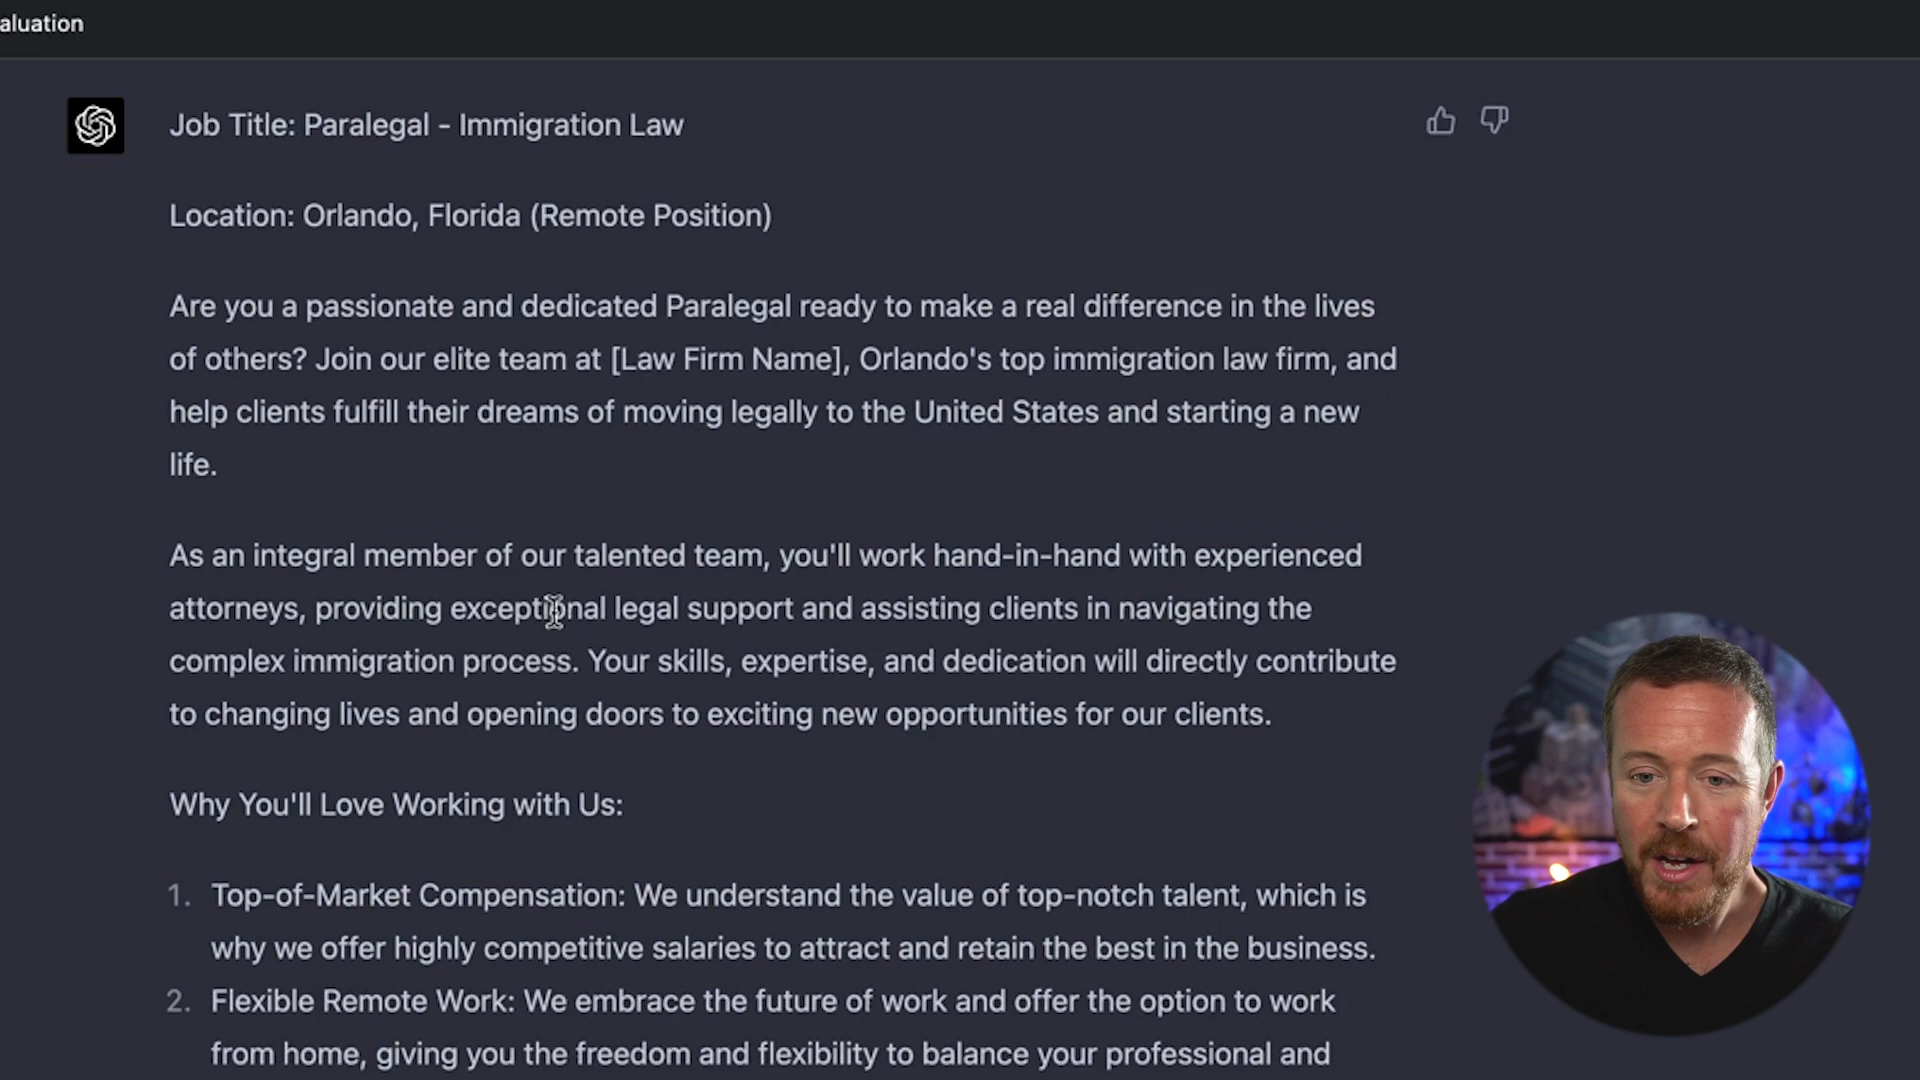 aluation
Job Title: Paralegal - Immigration Law
Location: Orlando, Florida (Remote Position)
Are you a passionate and dedicated Paralegal ready to make a real difference in the lives
of others? Join our elite team at [Law Firm Name], Orlando's top immigration law firm, and
help clients fulfill their dreams of moving legally to the United States and starting a new
life.
As an integral member of our talented team, you'll work hand-in-hand with experienced
attorneys, providing exceptional legal support and assisting clients in navigating the
complex immigration process. Your skills, expertise, and dedication will directly contribute
to changing lives and opening doors to exciting new opportunities for our clients.
Why You'll Love Working with Us:
1. Top-of-Market Compensation: We understand the value of top-notch talent, which is
why we offer highly competitive salaries to attract and retain the best in the business.
2. Flexible Remote Work: We embrace the future of work and offer the option to work
from home, giving you the freedom and flexibility to balance your professional and